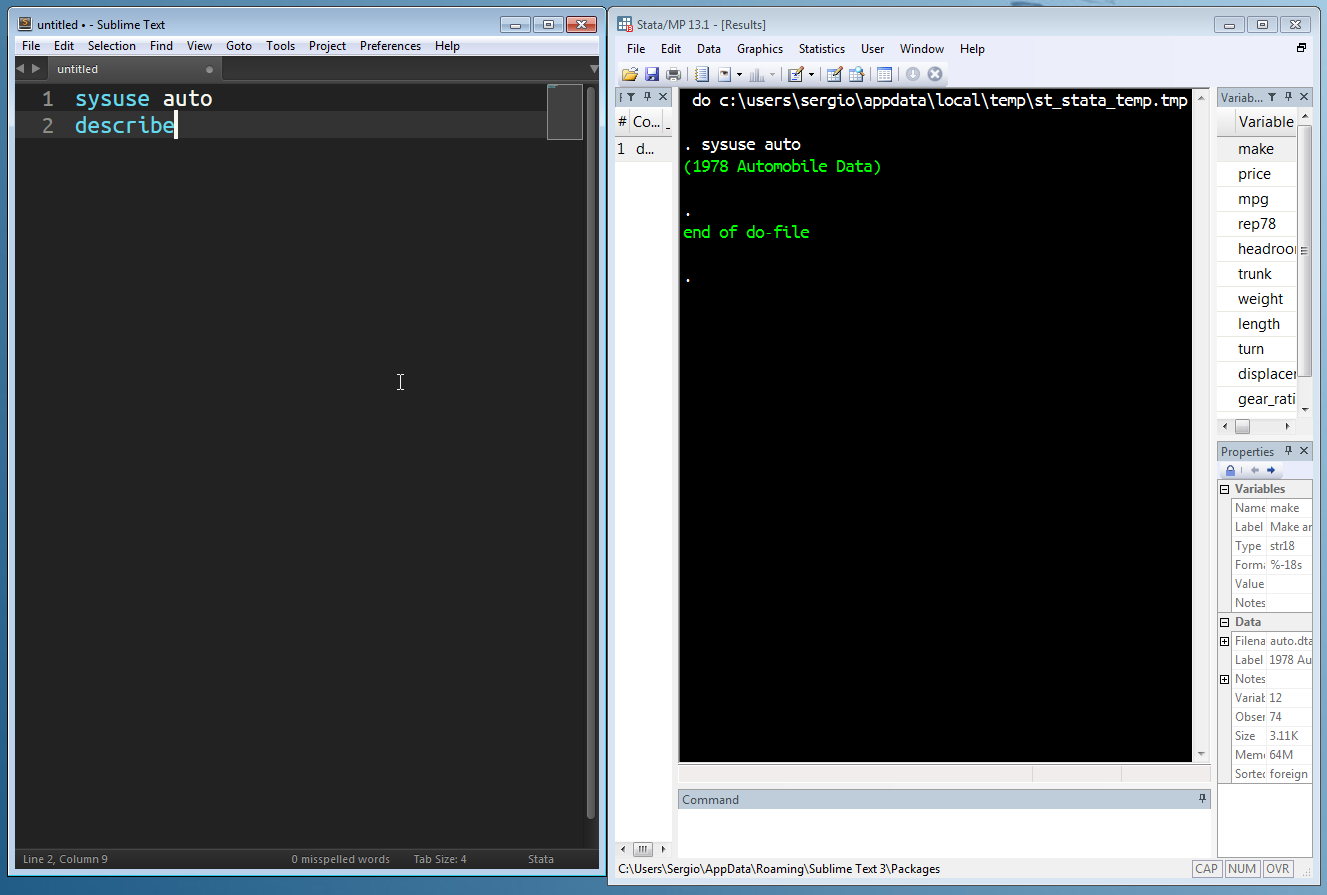 untitled • - Sublime Text
File Edit Selection Find View Goto Tools Project Preferences Help
untitled
1 sysuse auto
2 describe
Line 2, Column 9 0 misspelled words Tab Size: 4 Stata
Stata/MP 13.1 - [Results]
File Edit Data Graphics Statistics User Window Help
# Co...
1 d...
do c:\users\sergio\appdata\local\temp\st_stata_temp.tmp
. sysuse auto
(1978 Automobile Data)
.
end of do-file
.
Command
C:\Users\Sergio\AppData\Roaming\Sublime Text 3\Packages
CAP NUM OVR
Variab...
Variable
make
price
mpg
rep78
headroo
trunk
weight
length
turn
displacer
gear_rati
Properties
Variables
Name make
Label Make ar
Type str18
Forma %-18s
Value
Notes
Data
Filena auto.dta
Label 1978 Au
Notes
Variab 12
Obser 74
Size 3.11K
Memo 64M
Sorted foreign